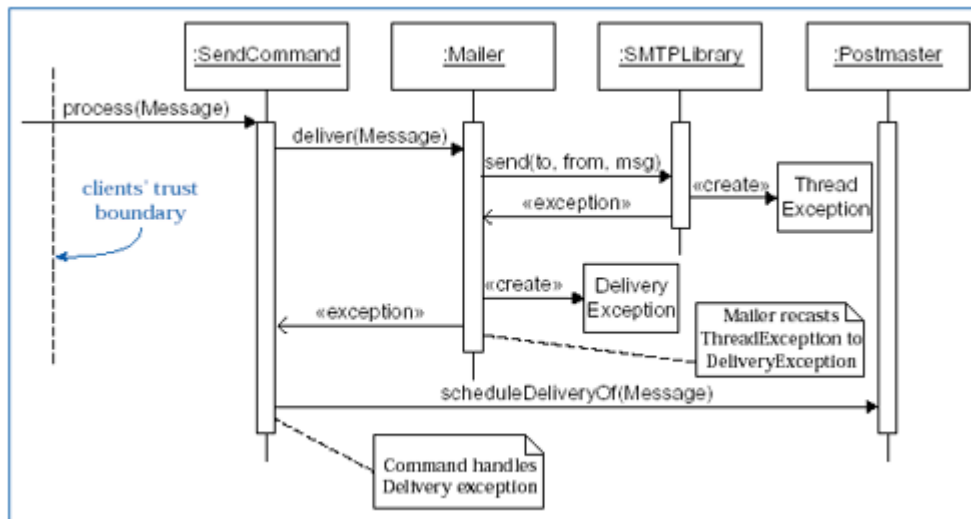 :SendCommand
:Mailer
:SMTPLibrary
:Postmaster
process(Message)
deliver(Message)
send(to, from, msg)
«create»
Thread
Exception
clients' trust
boundary
«exception»
«create»
Delivery
Exception
«exception»
Mailer recasts
ThreadException to
DeliveryException
scheduleDeliveryOf(Message)
Command handles
Delivery exception